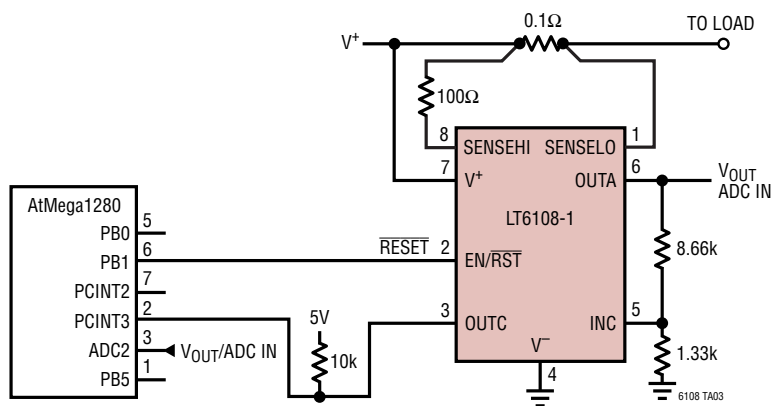 0.1Ω
V+
TO LOAD
100Ω
8
SENSEHI
SENSELO
1
7
V+
OUTA
6
VOUT
ADC IN
AtMega1280
LT6108-1
PB0
5
8.66k
PB1
6
RESET
2
EN/RST
PCINT2
7
PCINT3
2
5V
3
OUTC
INC
5
ADC2
3
VOUT/ADC IN
10k
V−
1.33k
PB5
1
4
6108 TA03